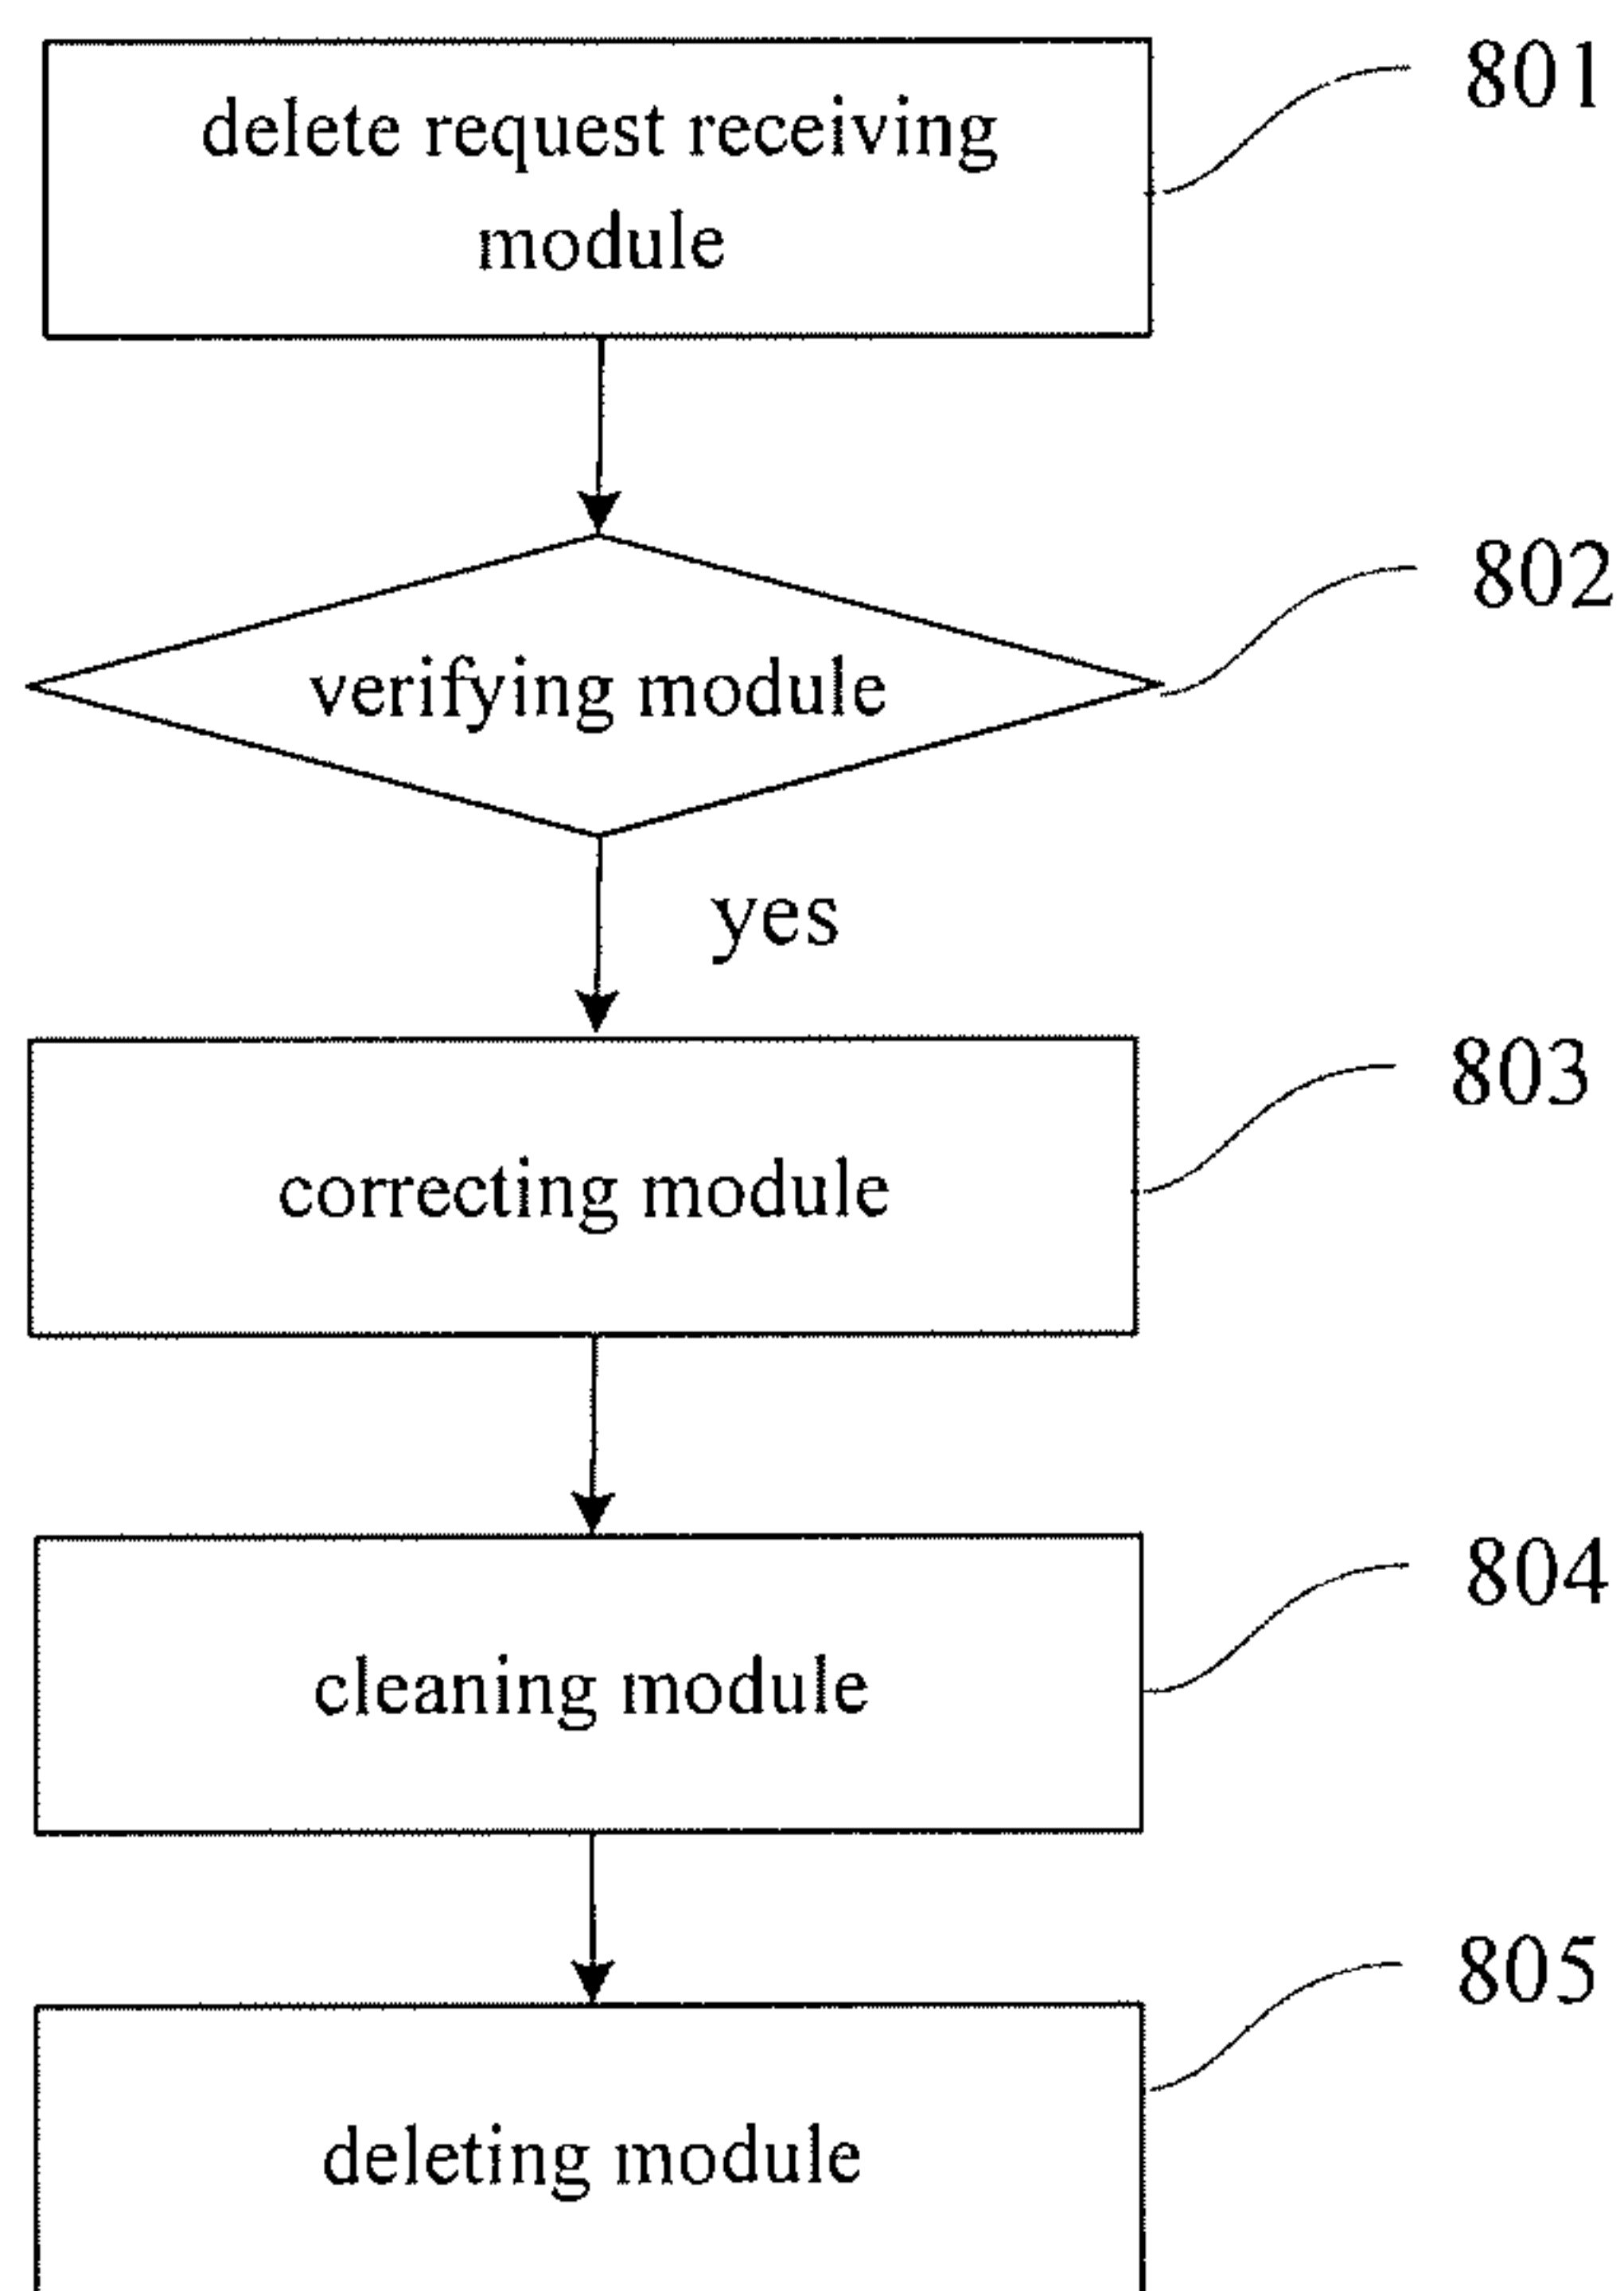 delete request receiving
module
801
verifying module
802
yes
correcting module
803
cleaning module
804
deleting module
805